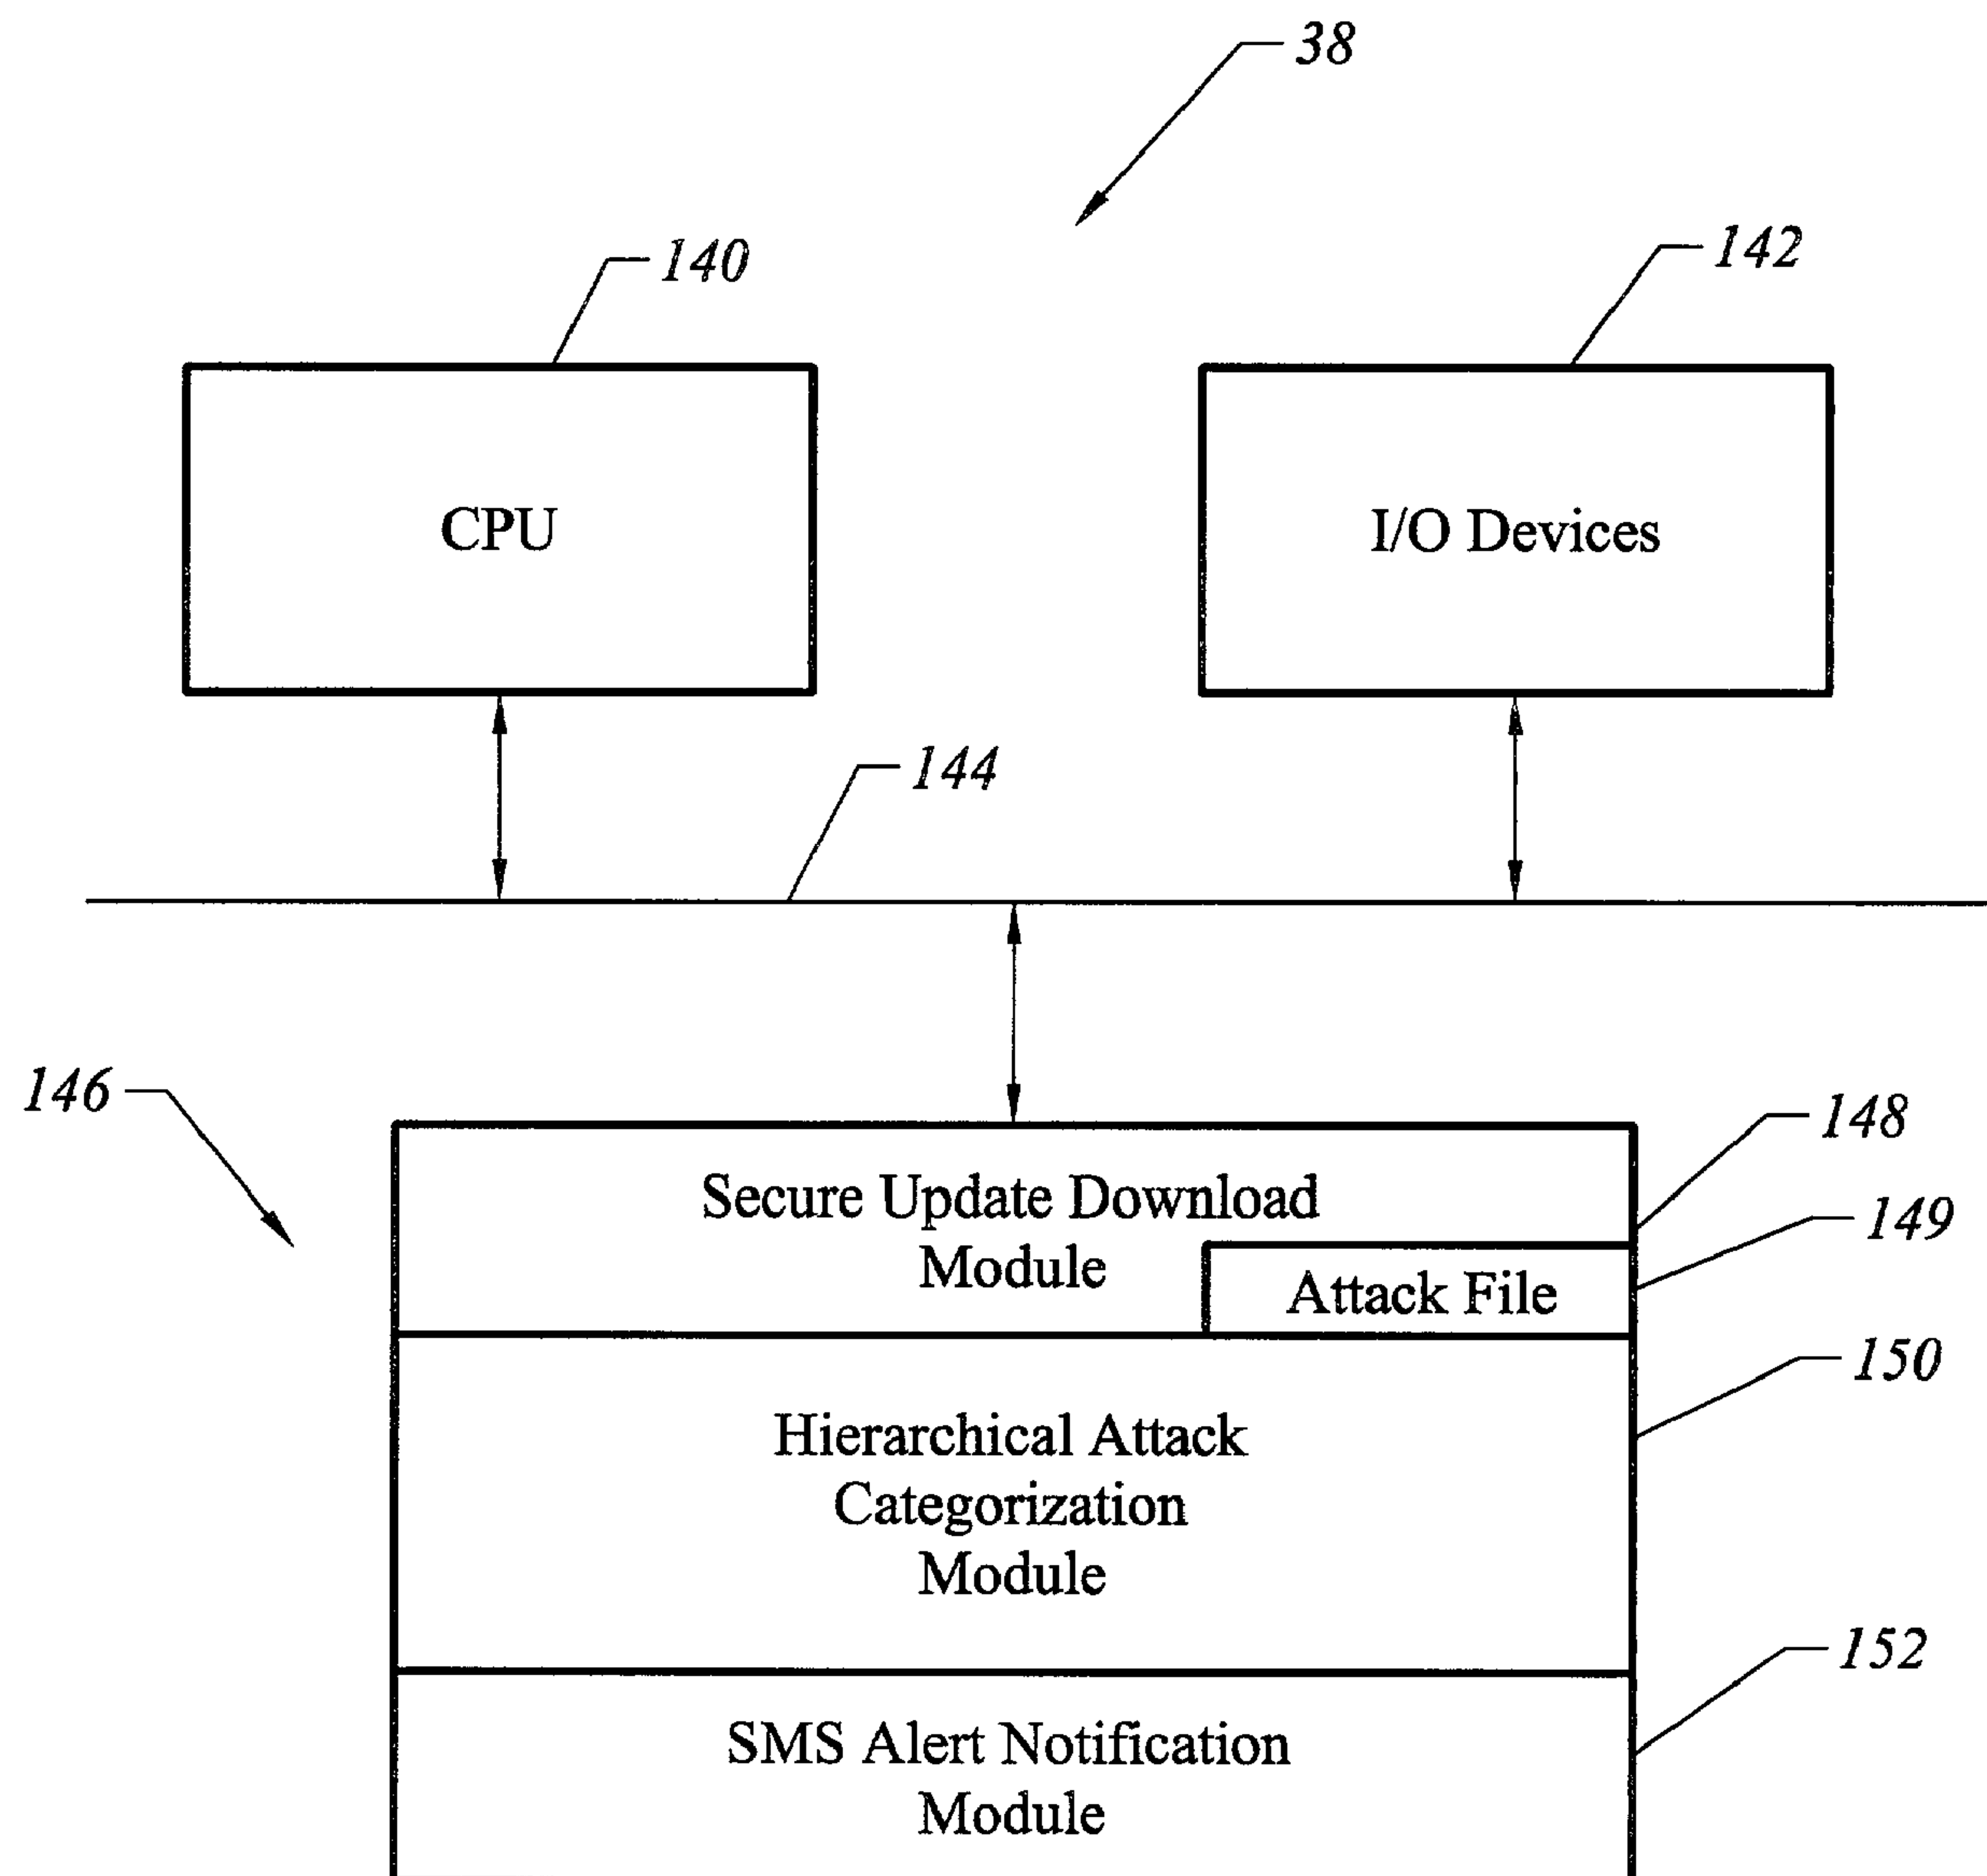 38
140
142
CPU
I/O Devices
144
146
148
Secure Update Download
Module
149
Attack File
150
Hierarchical Attack
Categorization
Module
152
SMS Alert Notification
Module